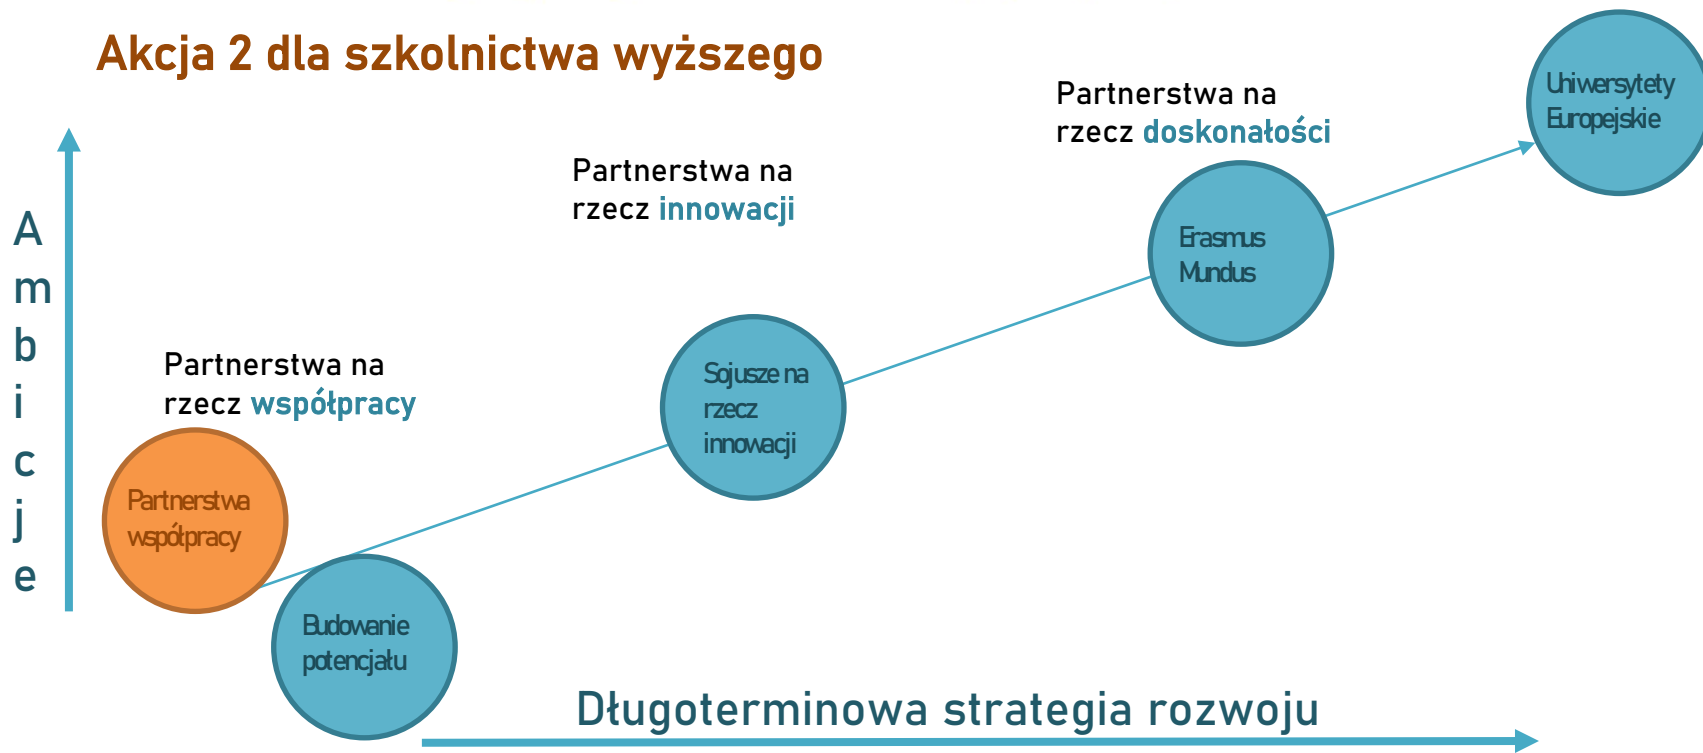 Akcja 2 dla szkolnictwa wyższego
Uniwersytety
Europejskie
Partnerstwa na
rzecz doskonałości
Partnerstwa na
rzecz innowacji
Erasmus
Mundus
Ambicje
Partnerstwa na
rzecz współpracy
Sojusze na
rzecz
innowacji
Partnerstwa
współpracy
Budowanie
potencjału
Długoterminowa strategia rozwoju